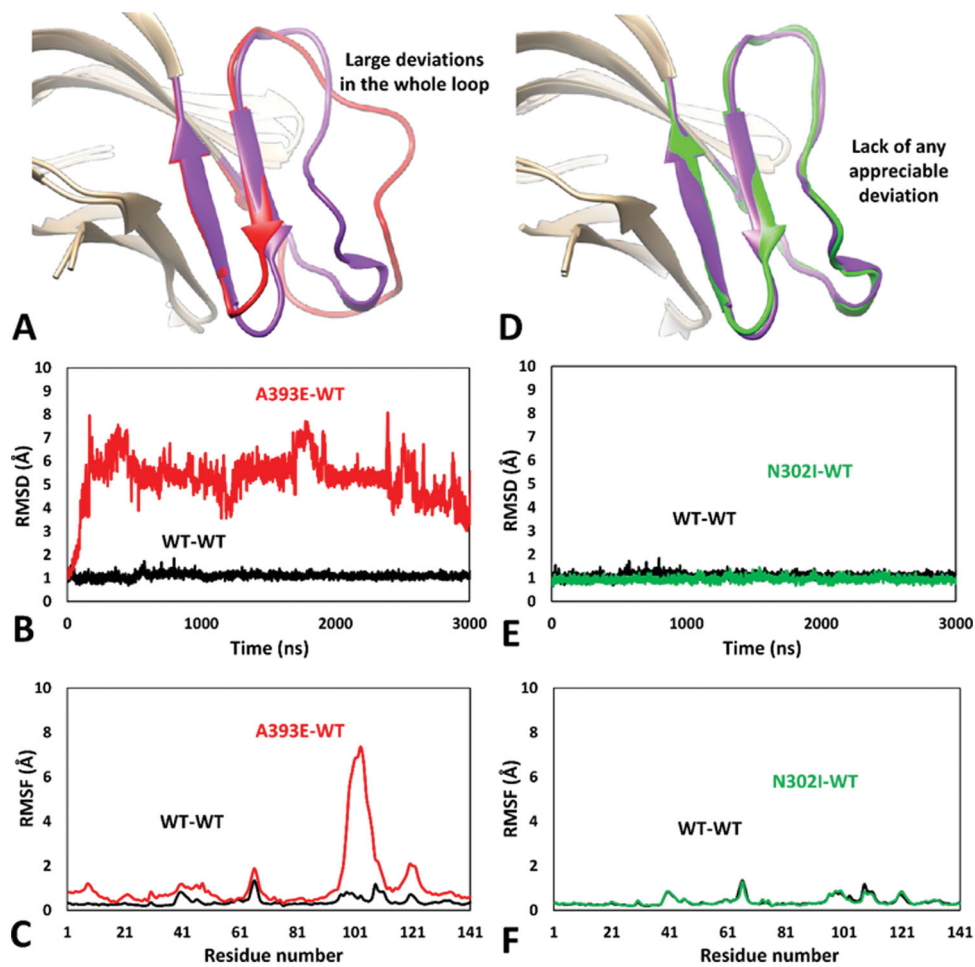 Large deviations
in the whole loop
A
Lack of any
appreciable
deviation
D
10
9
8
7
6
5
4
3
2
1
0
RMSD (Å)
A393E-WT
WT-WT
0
1000
2000
3000
Time (ns)
B
10
9
8
7
6
5
4
3
2
1
0
RMSD (Å)
N302I-WT
WT-WT
0
1000
2000
3000
Time (ns)
E
10
8
6
4
2
0
RMSF (Å)
A393E-WT
WT-WT
1
21
41
61
81
101
121
141
Residue number
C
10
8
6
4
2
0
RMSF (Å)
N302I-WT
WT-WT
1
21
41
61
81
101
121
141
Residue number
F